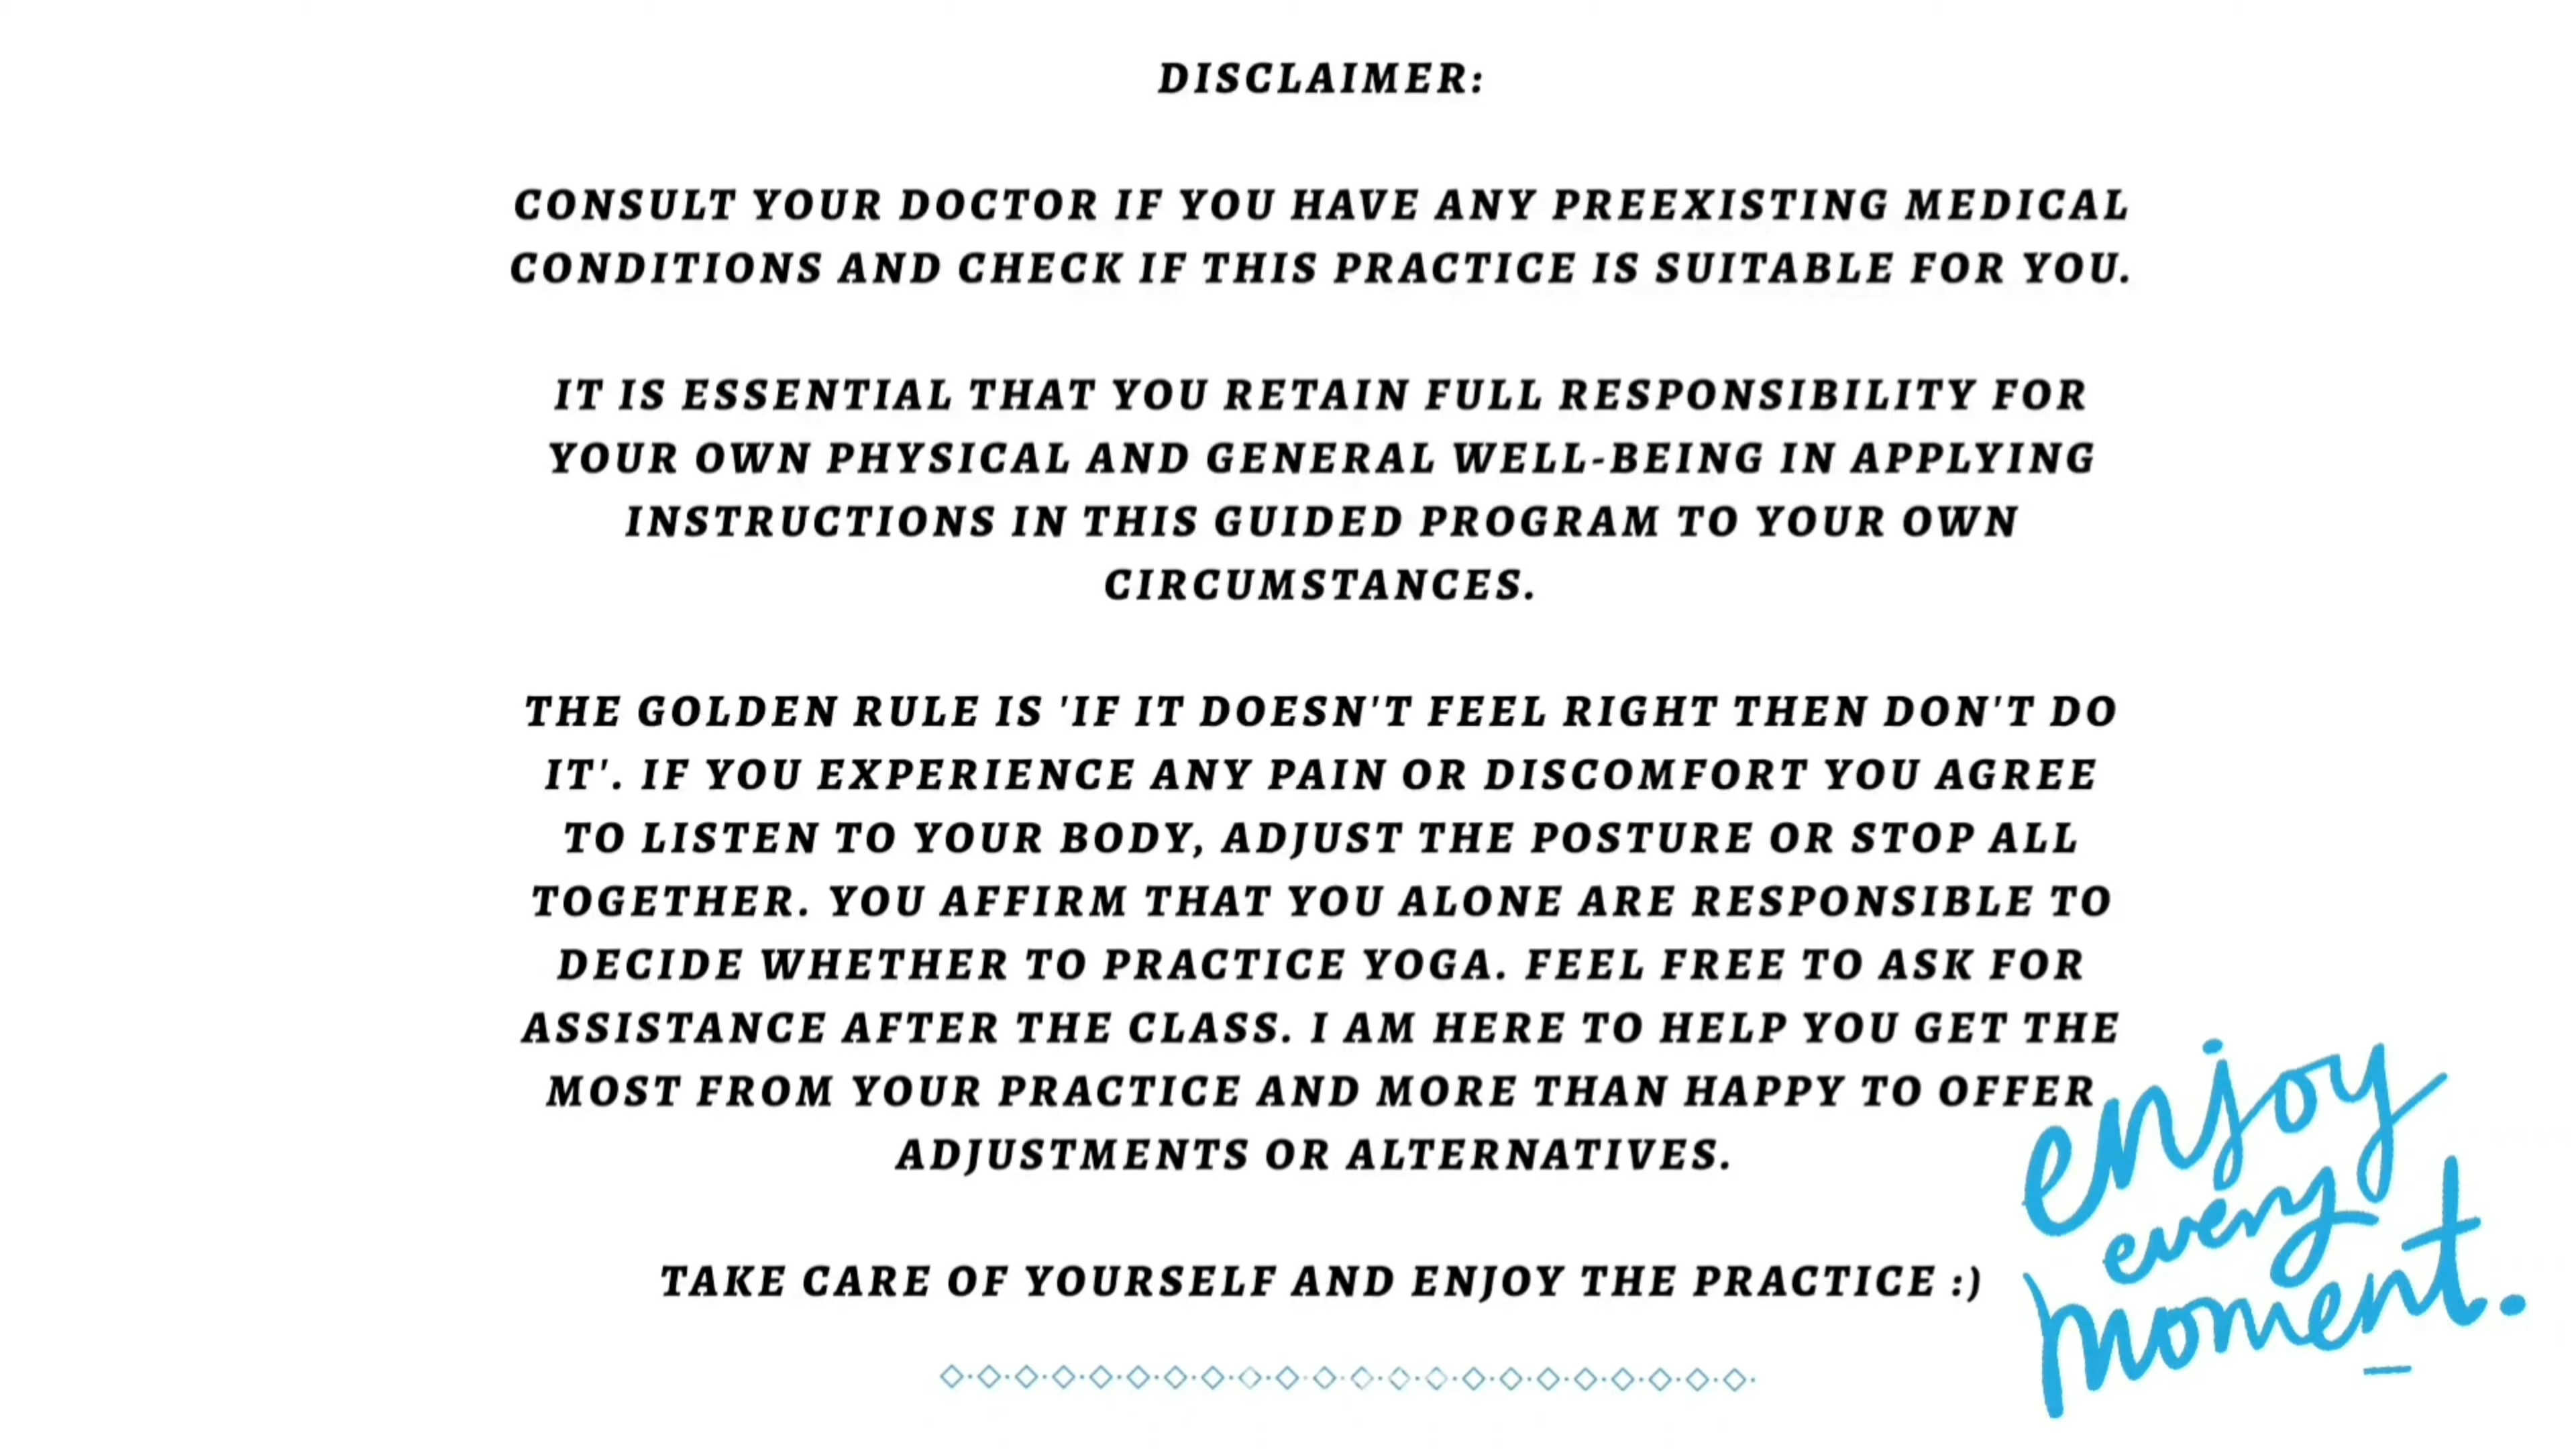 DISCLAIMER:
CONSULT YOUR DOCTOR IF YOU HAVE ANY PREEXISTING MEDICAL
CONDITIONS AND CHECK IF THIS PRACTICE IS SUITABLE FOR YOU.
IT IS ESSENTIAL THAT YOU RETAIN FULL RESPONSIBILITY FOR
YOUR OWN PHYSICAL AND GENERAL WELL-BEING IN APPLYING
INSTRUCTIONS IN THIS GUIDED PROGRAM TO YOUR OWN
CIRCUMSTANCES.
THE GOLDEN RULE IS 'IF IT DOESN'T FEEL RIGHT THEN DON'T DO
IT'. IF YOU EXPERIENCE ANY PAIN OR DISCOMFORT YOU AGREE
TO LISTEN TO YOUR BODY, ADJUST THE POSTURE OR STOP ALL
TOGETHER. YOU AFFIRM THAT YOU ALONE ARE RESPONSIBLE TO
DECIDE WHETHER TO PRACTICE YOGA. FEEL FREE TO ASK FOR
ASSISTANCE AFTER THE CLASS. I AM HERE TO HELP YOU GET THE
MOST FROM YOUR PRACTICE AND MORE THAN HAPPY TO OFFER
ADJUSTMENTS OR ALTERNATIVES.
TAKE CARE OF YOURSELF AND ENJOY THE PRACTICE :)
enjoy
every
moment.